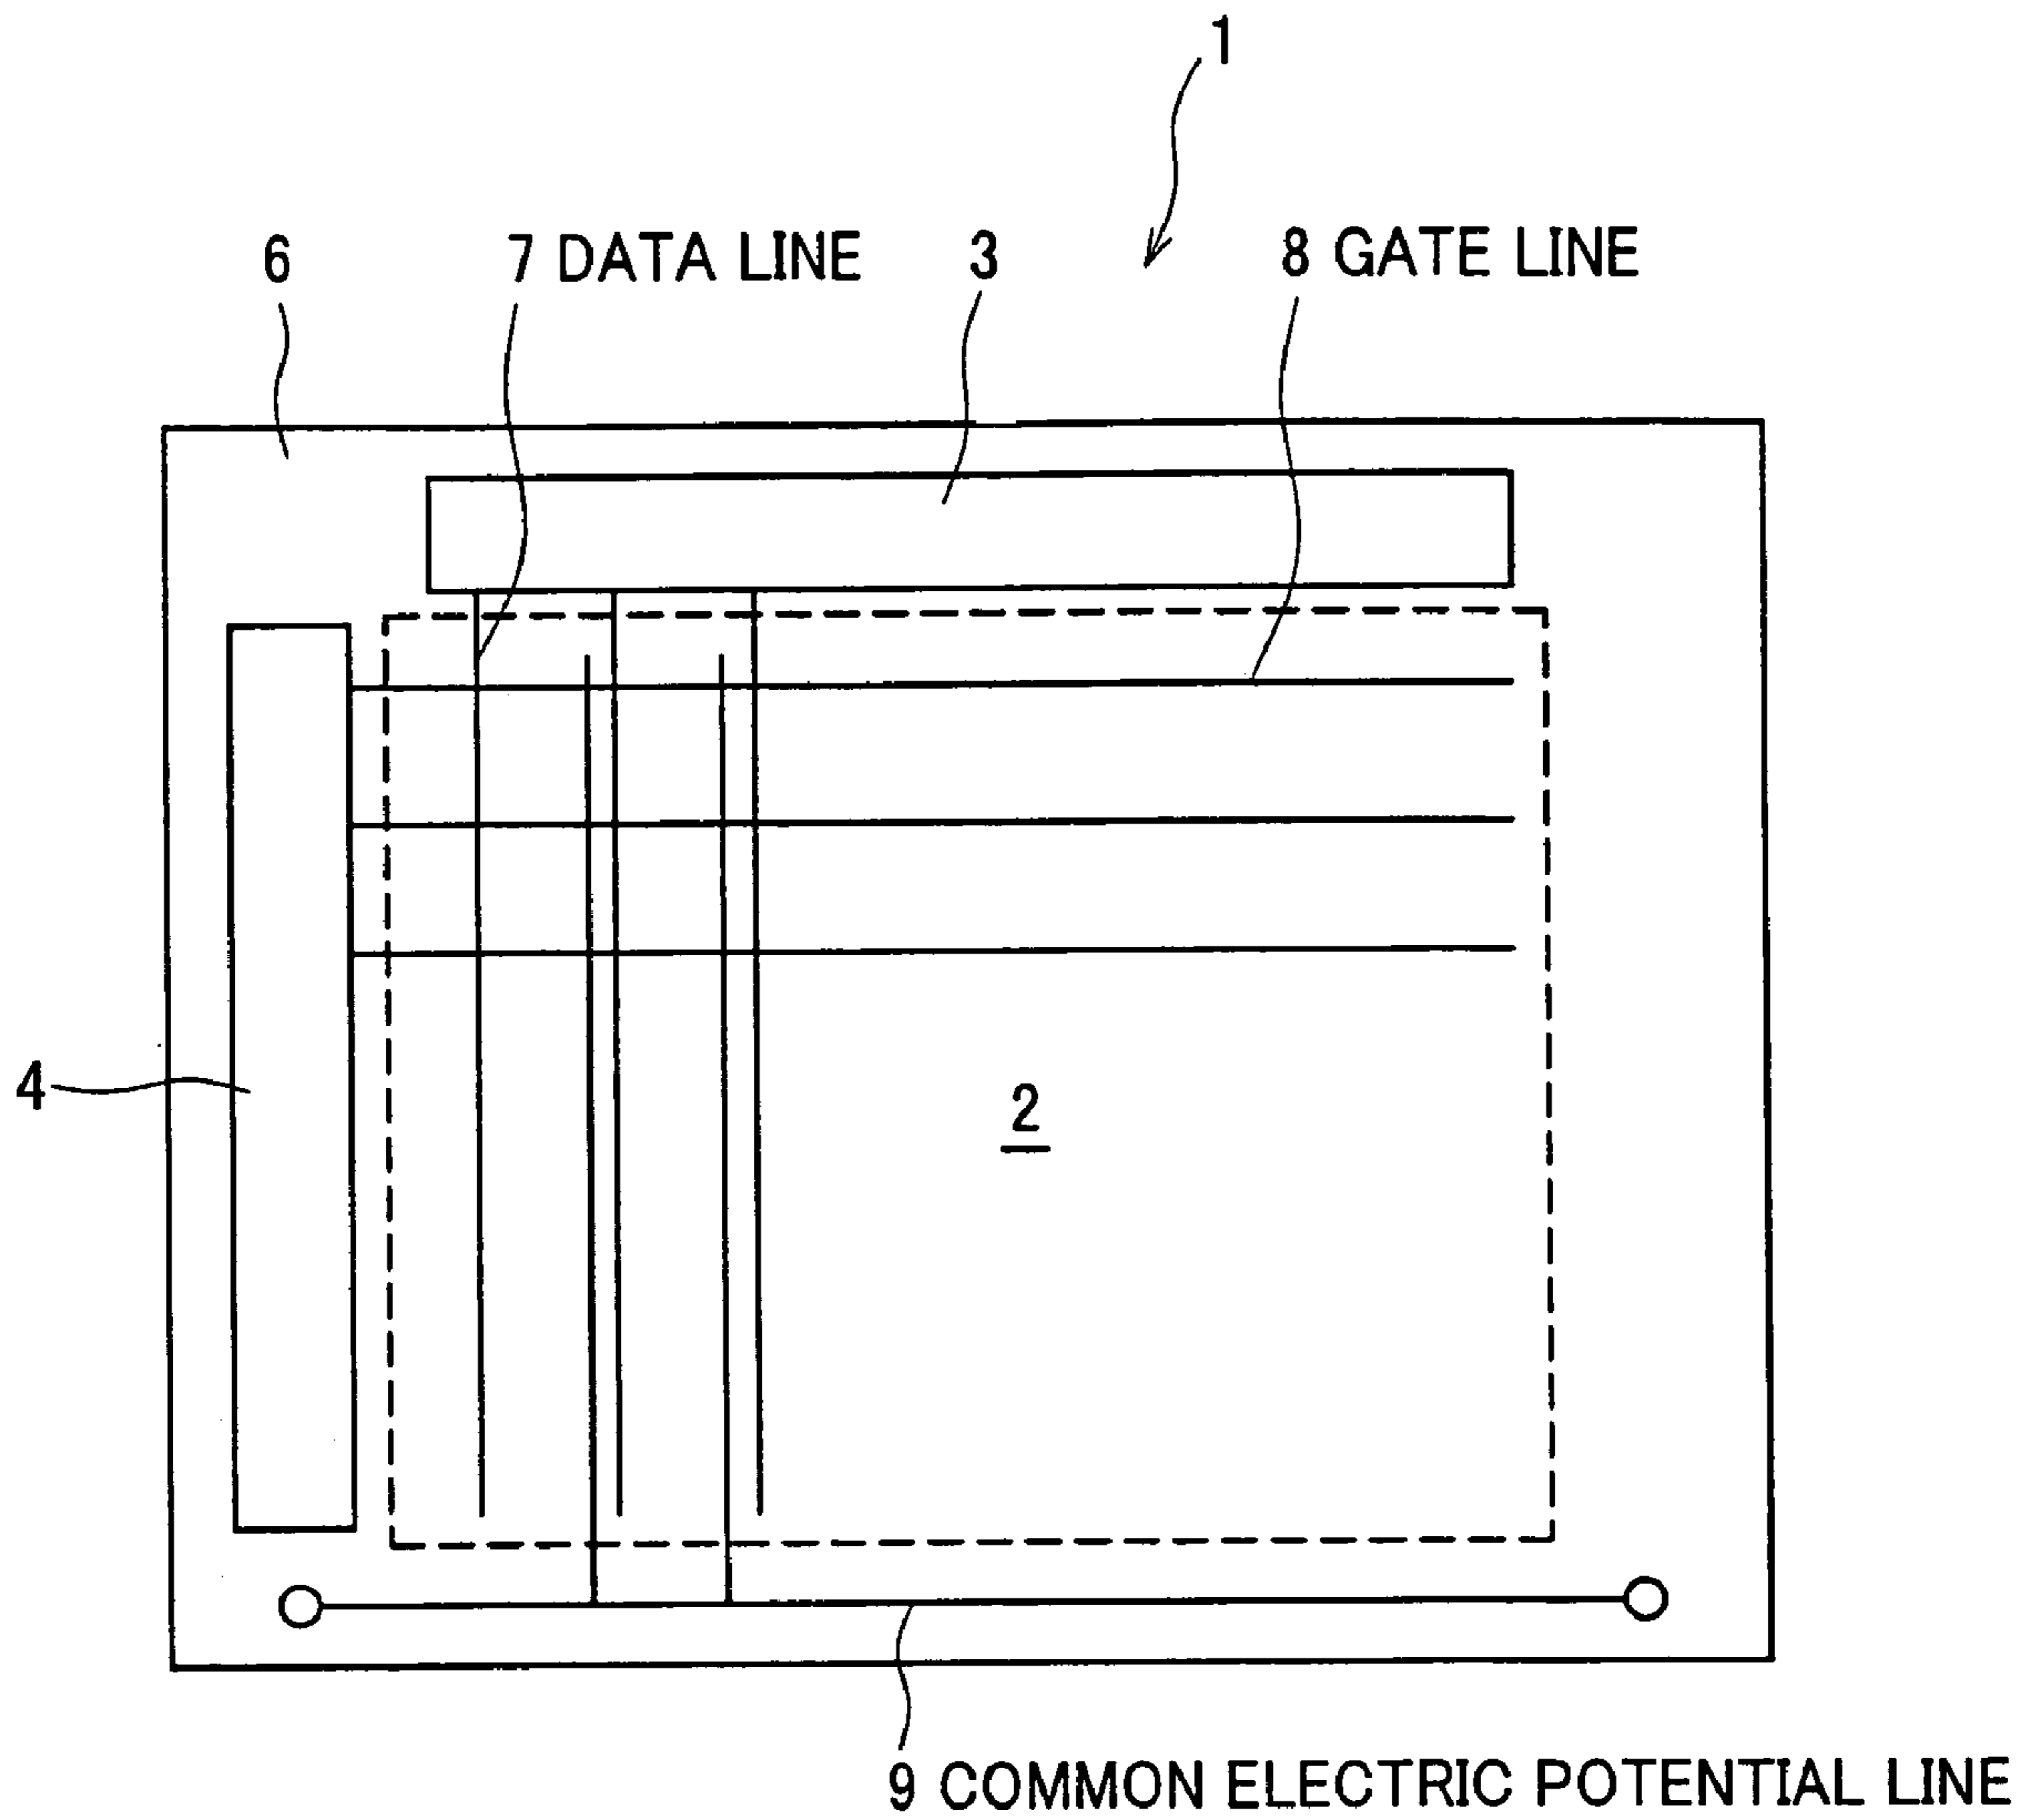 1
6
7 DATA LINE
3
8 GATE LINE
4
2
9 COMMON ELECTRIC POTENTIAL LINE